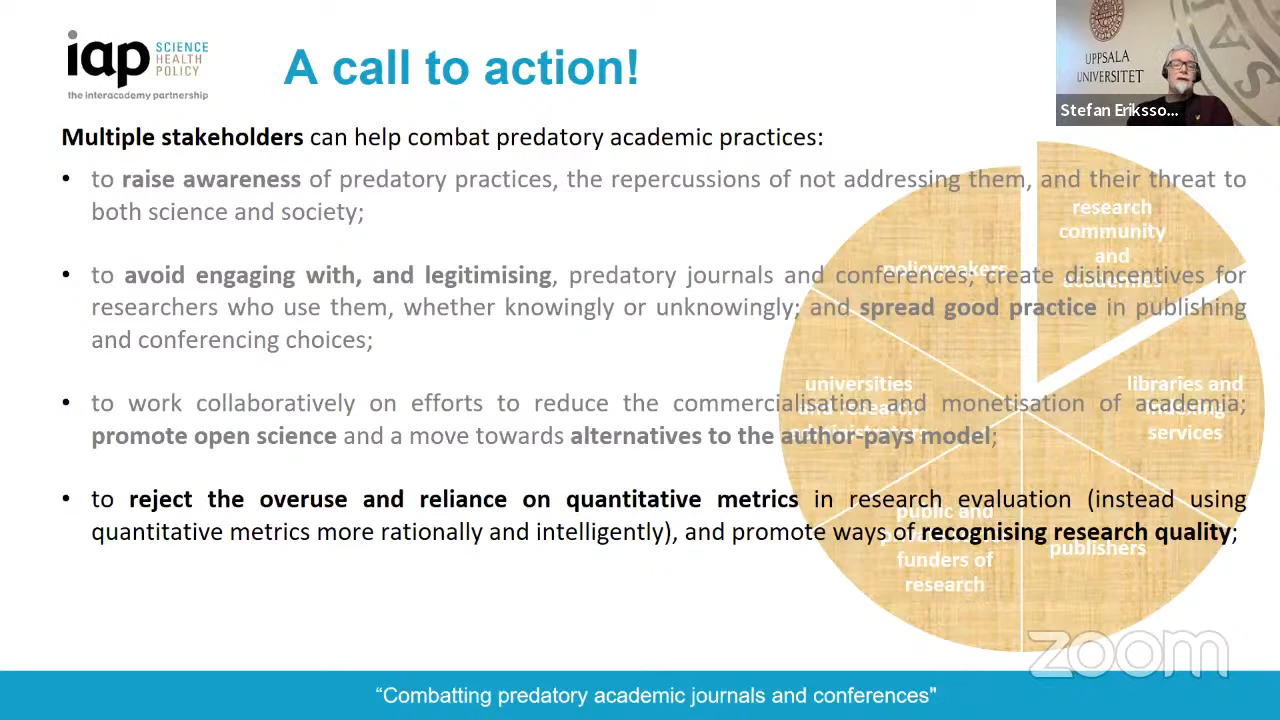 iap SCIENCE
HEALTH
POLICY
the interacademy partnership
A call to action!
UPPSALA
UNIVERSITET
Stefan Eriksso...
Multiple stakeholders can help combat predatory academic practices:
• to raise awareness of predatory practices, the repercussions of not addressing them, and their threat to
both science and society;
• to avoid engaging with, and legitimising, predatory journals and conferences; create disincentives for
researchers who use them, whether knowingly or unknowingly; and spread good practice in publishing
and conferencing choices;
• to work collaboratively on efforts to reduce the commercialisation and monetisation of academia;
promote open science and a move towards alternatives to the author-pays model;
• to reject the overuse and reliance on quantitative metrics in research evaluation (instead using
quantitative metrics more rationally and intelligently), and promote ways of recognising research quality;
research
community
and
academies
policymakers
universities
and research
administrators
libraries and
indexing
services
public and
funders of
research
publishers
zoom
“Combatting predatory academic journals and conferences"